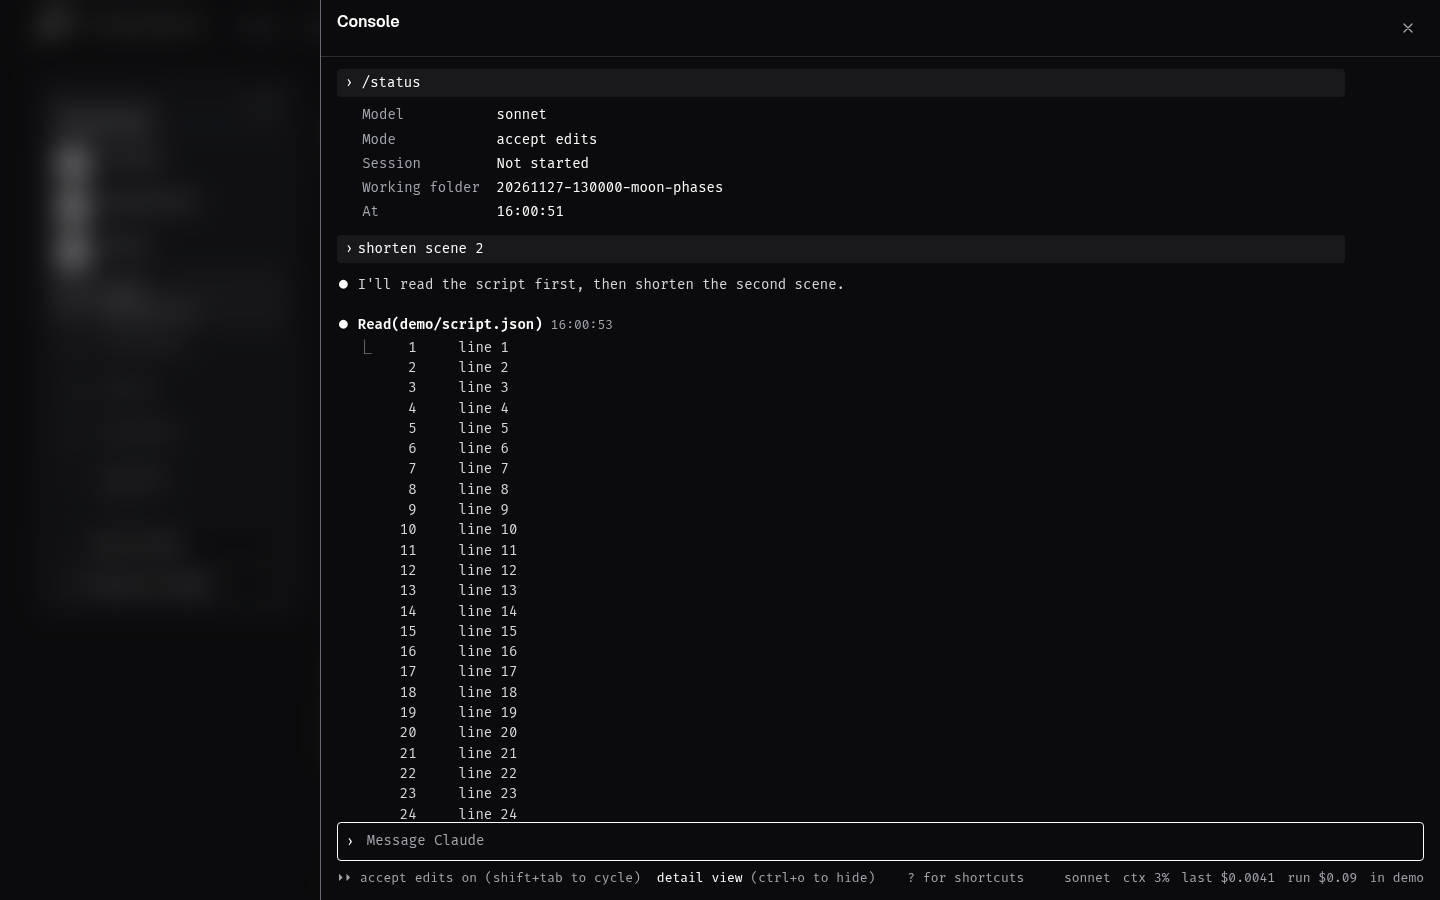 Console
› /status
Model sonnet
Mode accept edits
Session Not started
Working folder 20261127-130000-moon-phases
At 16:00:51
› shorten scene 2
● I'll read the script first, then shorten the second scene.
● Read(demo/script.json) 16:00:53
1 line 1
2 line 2
3 line 3
4 line 4
5 line 5
6 line 6
7 line 7
8 line 8
9 line 9
10 line 10
11 line 11
12 line 12
13 line 13
14 line 14
15 line 15
16 line 16
17 line 17
18 line 18
19 line 19
20 line 20
21 line 21
22 line 22
23 line 23
24 line 24
› Message Claude
accept edits on (shift+tab to cycle) detail view (ctrl+o to hide) ? for shortcuts sonnet ctx 3% last $0.0041 run $0.09 in demo